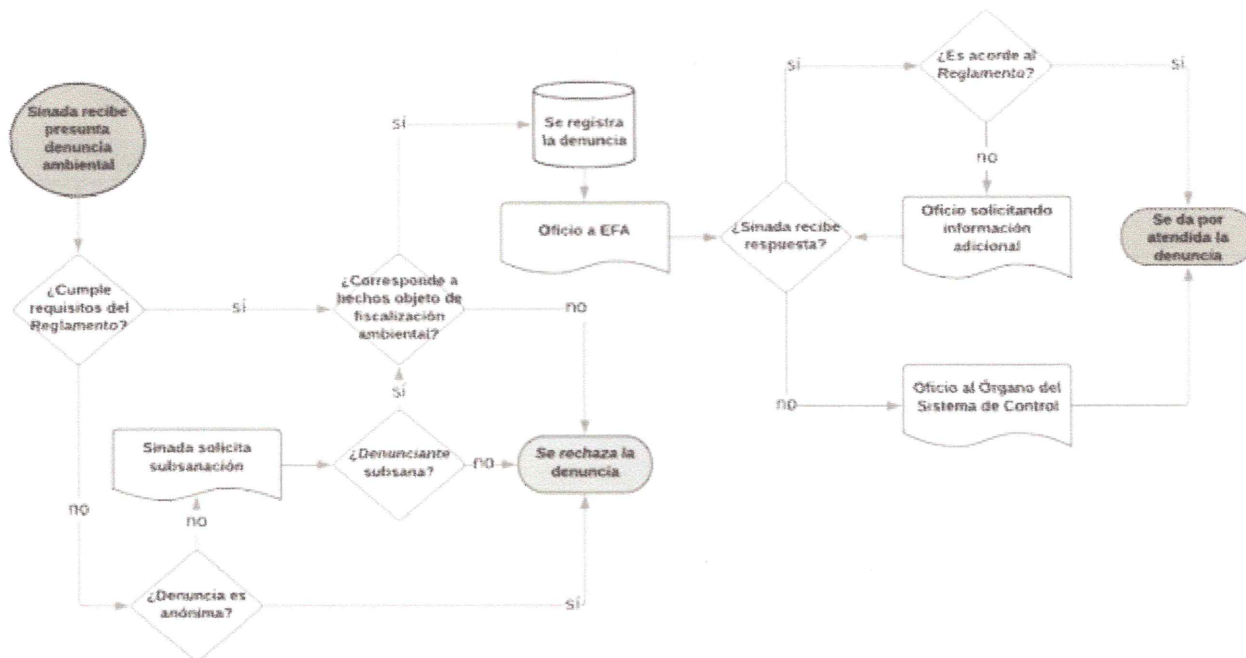 Sinada recibe
presunta
denuncia
ambiental
¿Cumple
requisitos del
Reglamento?
sí
no
¿Denuncia es
anónima?
no
sí
Sinada solicita
subsanación
¿Denunciante
subsana?
sí
no
¿Corresponde a
hechos objeto de
fiscalización
ambiental?
sí
no
Se rechaza la
denuncia
Se registra
la denuncia
Oficio a EFA
¿Sinada recibe
respuesta?
sí
no
¿Es acorde al
Reglamento?
sí
no
Oficio solicitando
información
adicional
Oficio al Órgano del
Sistema de Control
Se da por
atendida la
denuncia